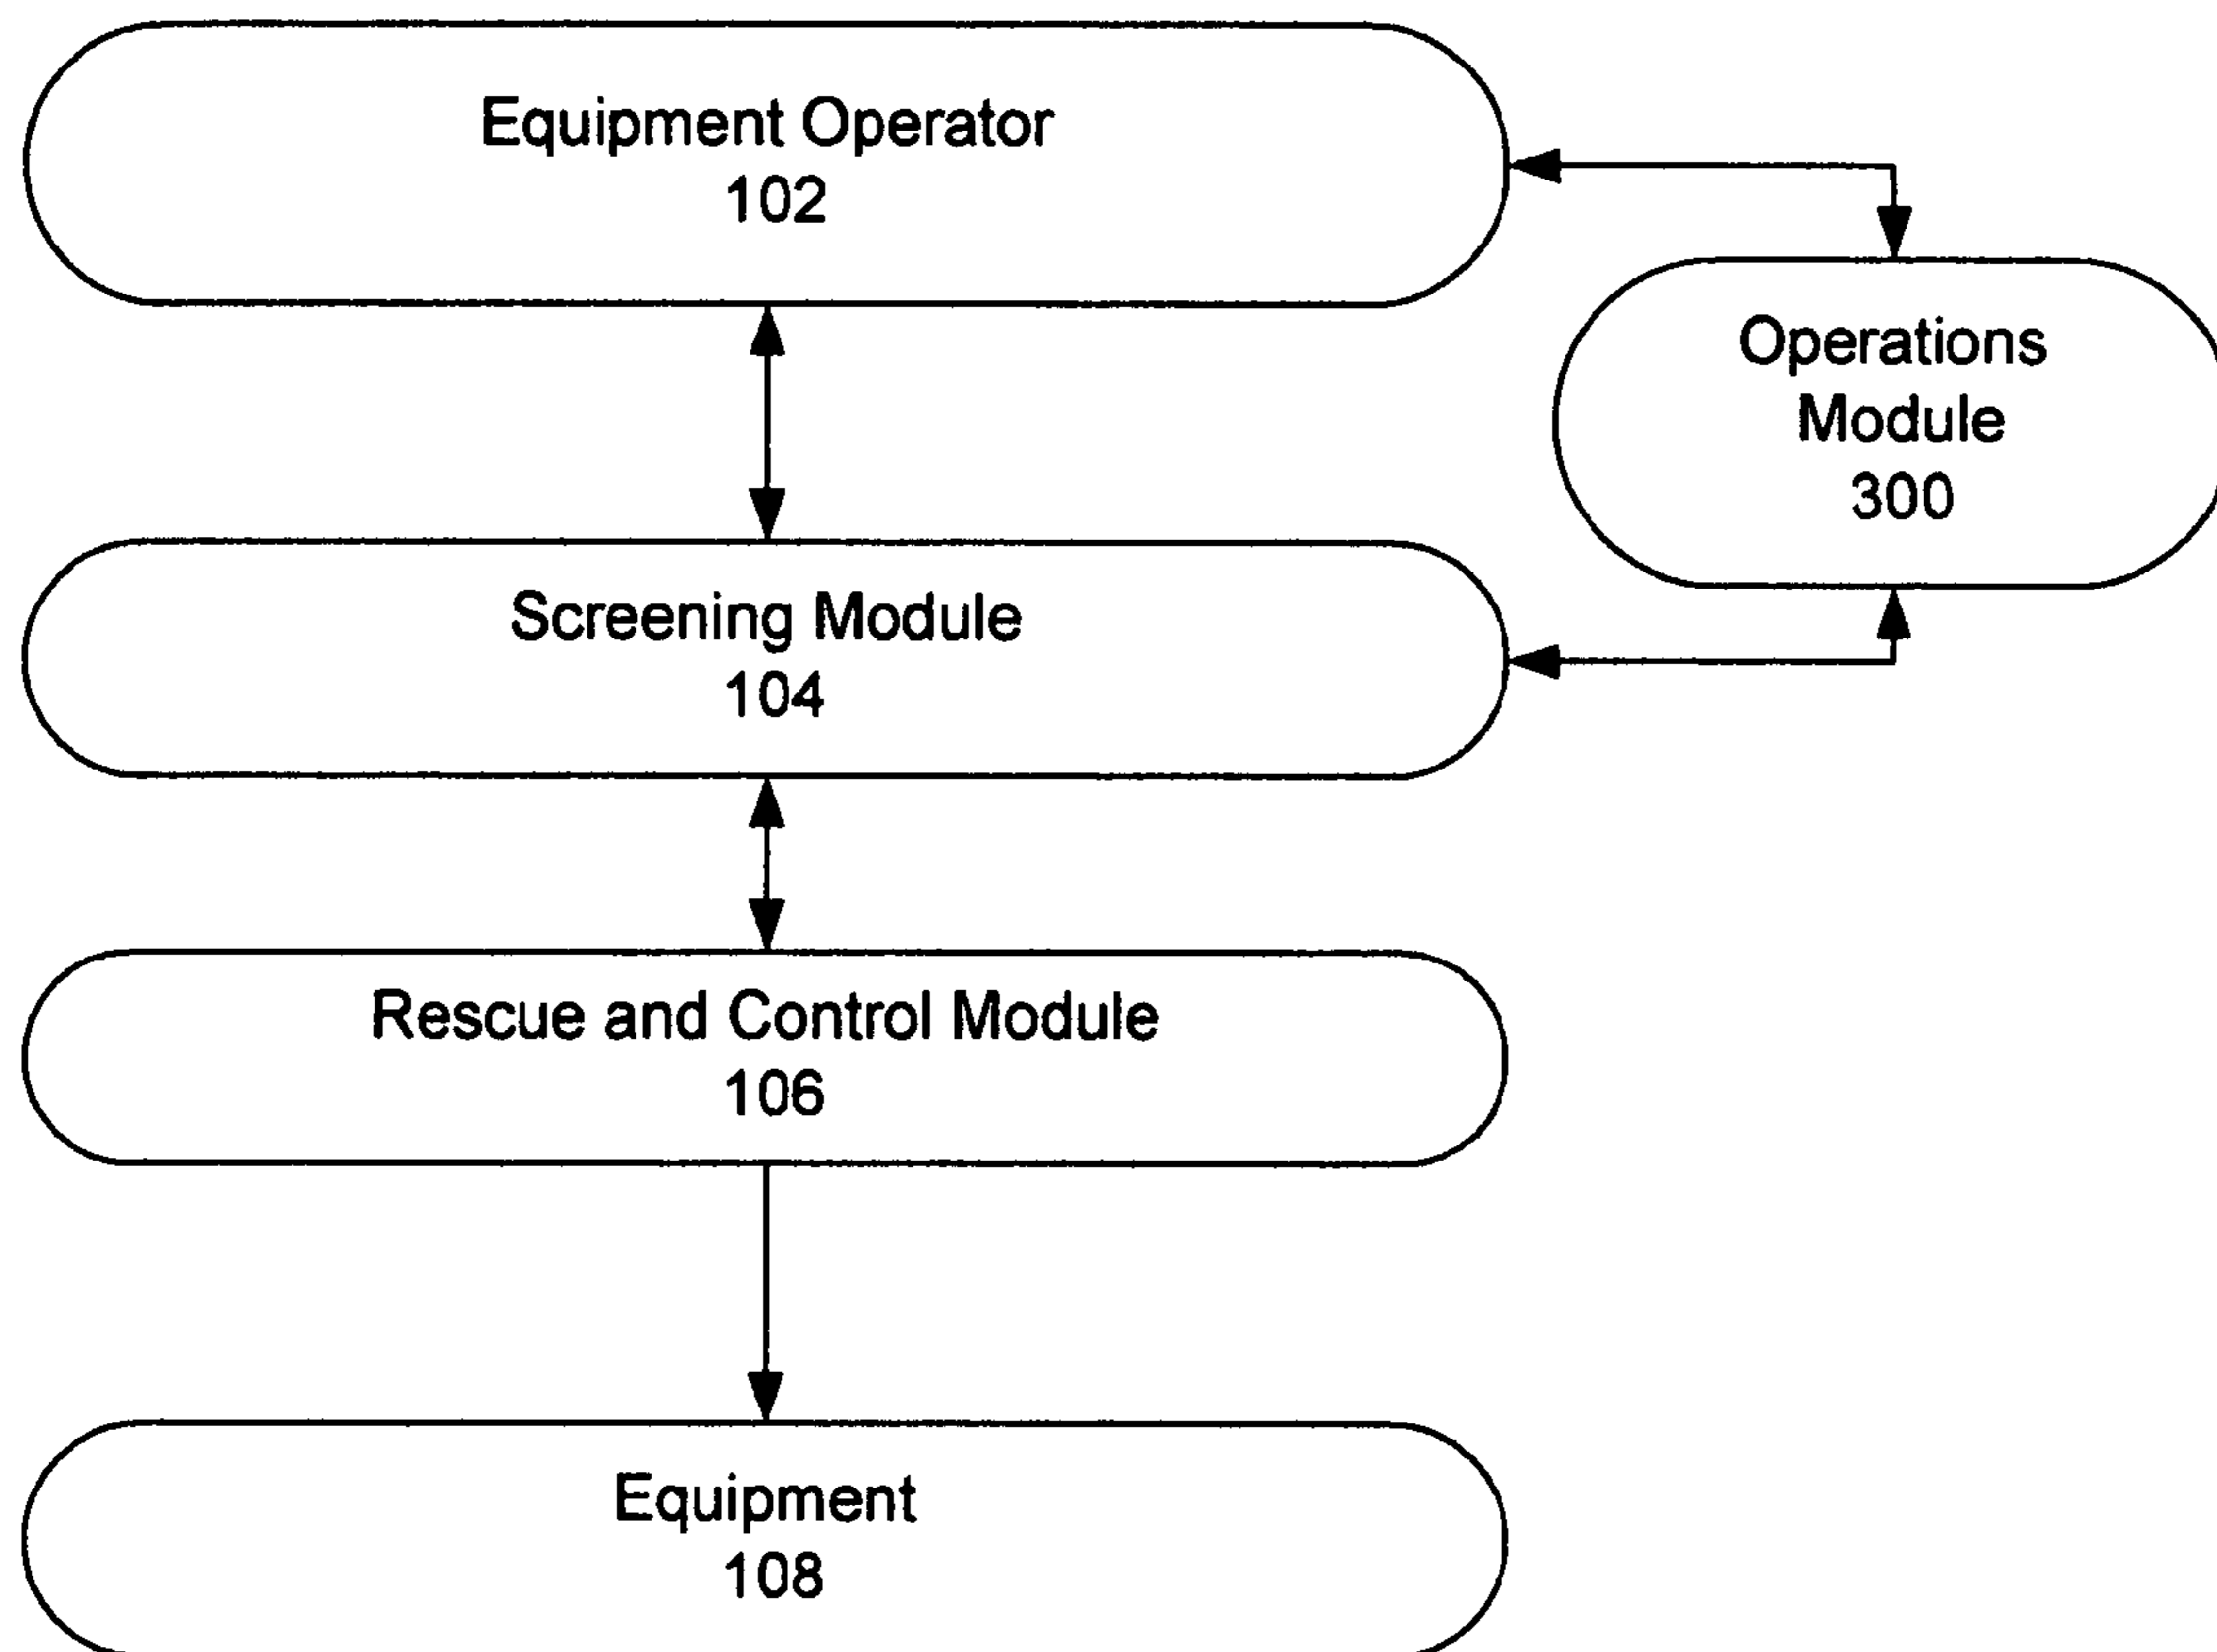 Equipment Operator
102
Operations
Module
300
Screening Module
104
Rescue and Control Module
106
Equipment
108